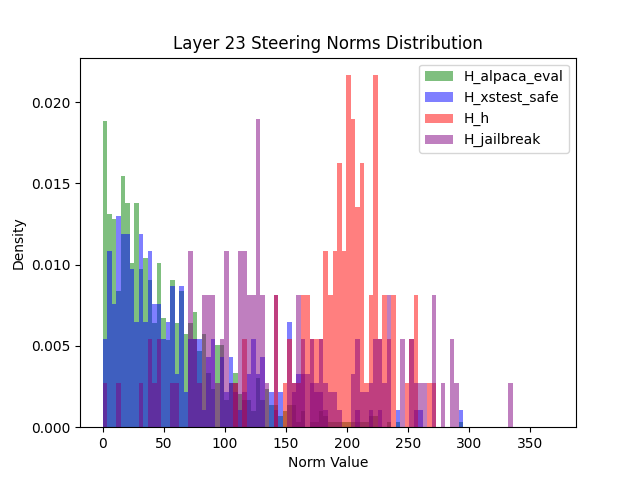 Layer 23 Steering Norms Distribution
H_alpaca_eval
H_xstest_safe
H_h
H_jailbreak
0.020
0.015
0.010
0.005
0.000
Density
0
50
100
150
200
250
300
350
Norm Value